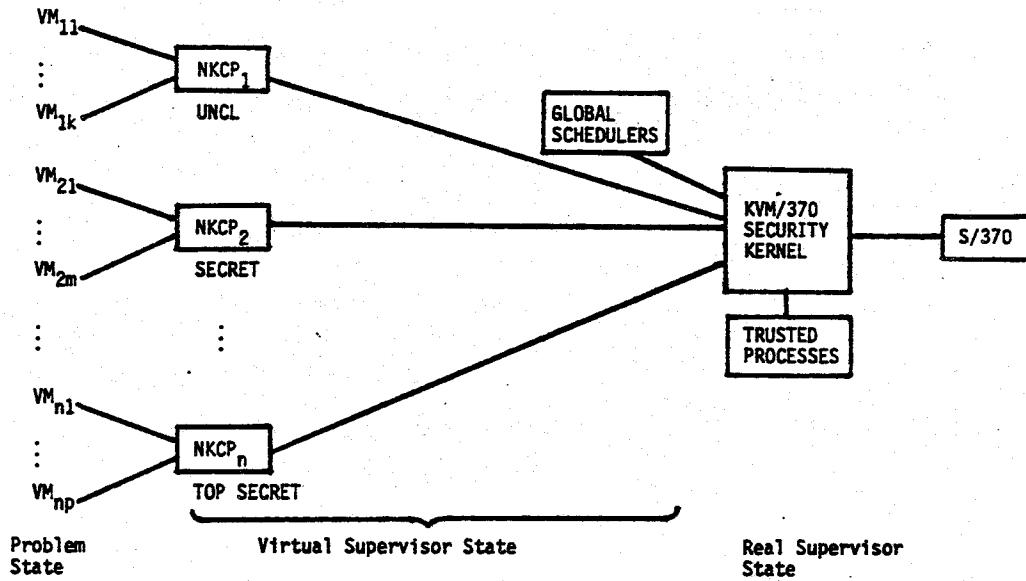 VM11
NKCP1
⋮
UNCL
VM1k
GLOBAL
SCHEDULERS
VM21
NKCP2
⋮
SECRET
VM2m
KVM/370
SECURITY
KERNEL
S/370
⋮
⋮
TRUSTED
PROCESSES
VMn1
NKCPn
⋮
TOP SECRET
VMnp
Problem
State
Virtual Supervisor State
Real Supervisor
State